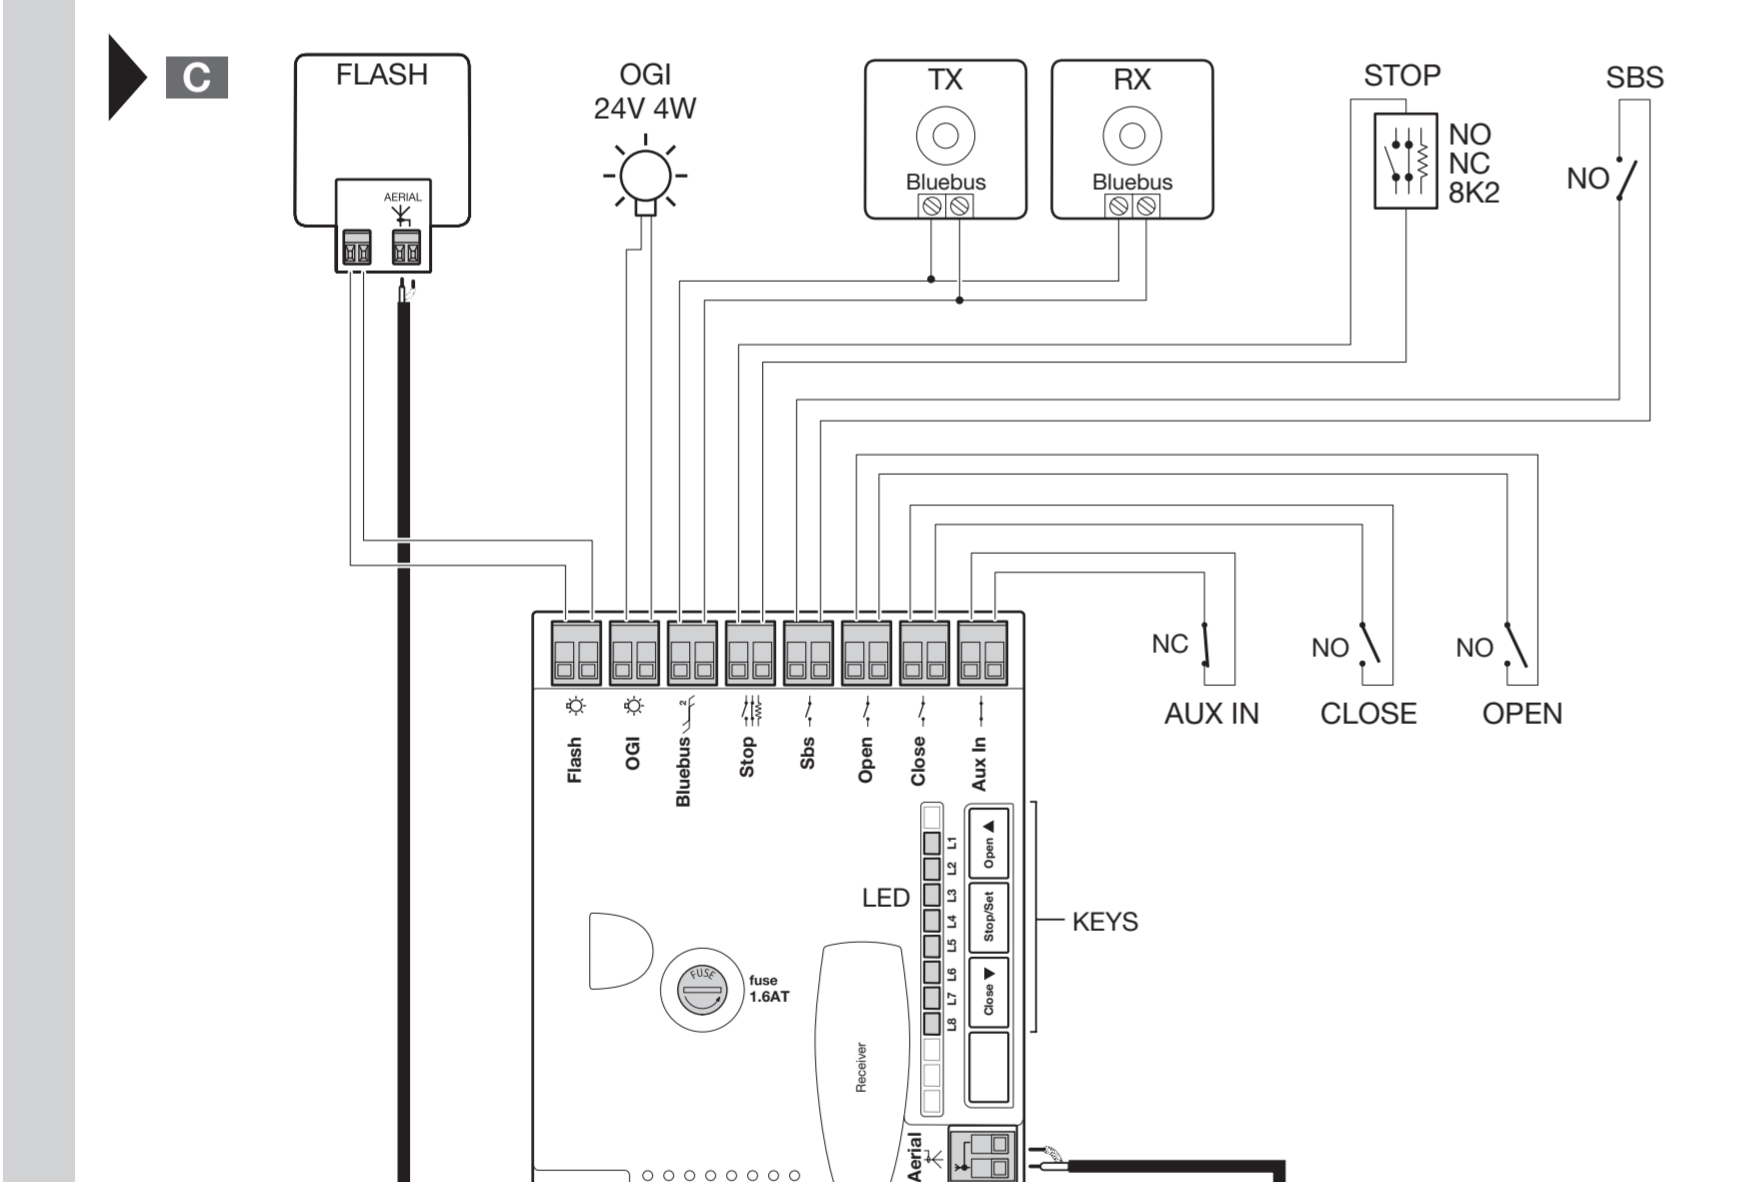 C
FLASH
AERIAL
OGI
24V 4W
TX
Bluebus
RX
Bluebus
STOP
NO
NC
8K2
SBS
NO
NC
AUX IN
NO
CLOSE
NO
OPEN
Flash
OGI
Bluebus
2
Stop
Sbs
Open
Close
Aux In
LED
L1
L2
L3
L4
L5
L6
L7
L8
Open ▲
Stop/Set
Close ▼
KEYS
FUSE
fuse
1.6AT
Receiver
Aerial